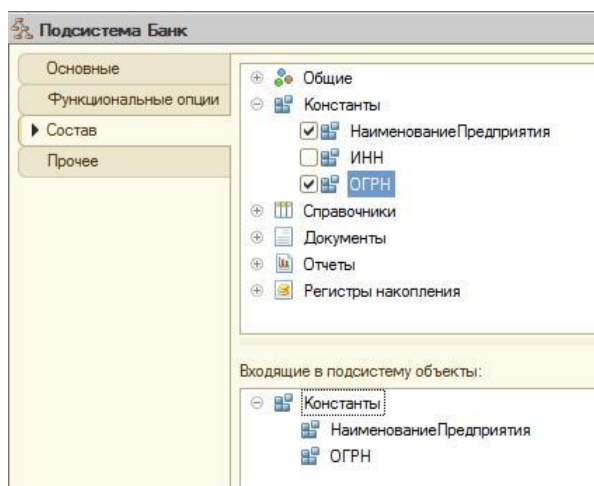 Подсистема Банк
Основные
Функциональные опции
Состав
Прочее
Общие
Константы
НаименованиеПредприятия
ИНН
ОГРН
Справочники
Документы
Отчеты
Регистры накопления
Входящие в подсистему объекты:
Константы
НаименованиеПредприятия
ОГРН